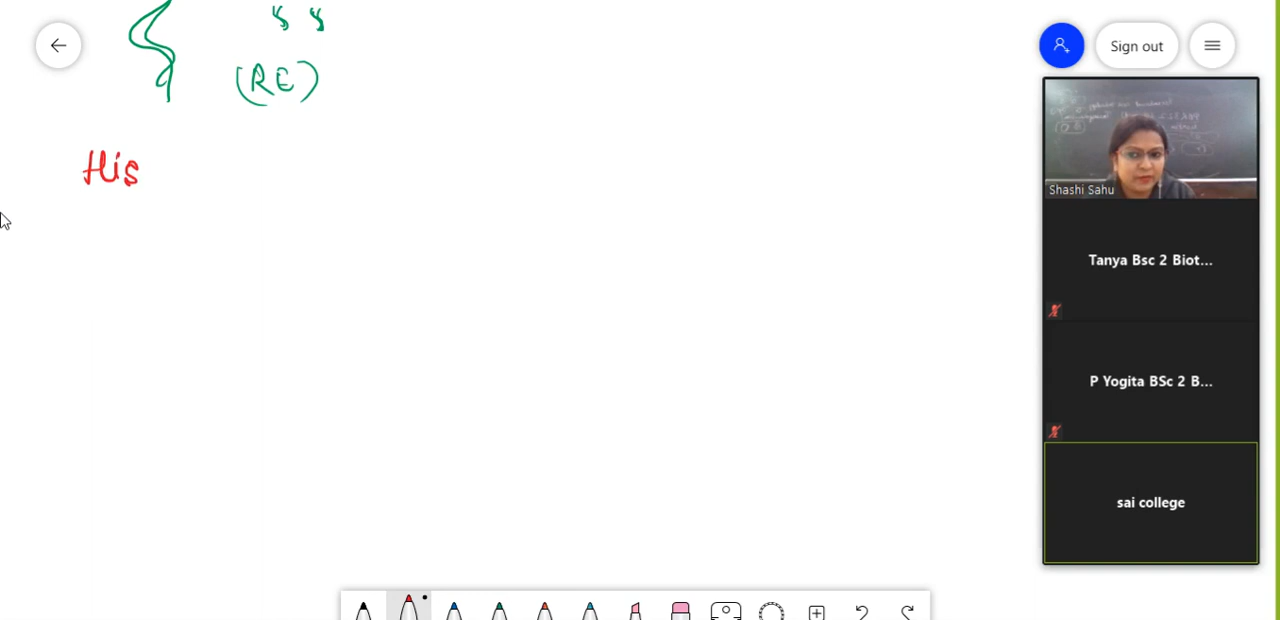 (RE)
His
Sign out
Shashi Sahu
Tanya Bsc 2 Biot...
P Yogita BSc 2 B...
sai college